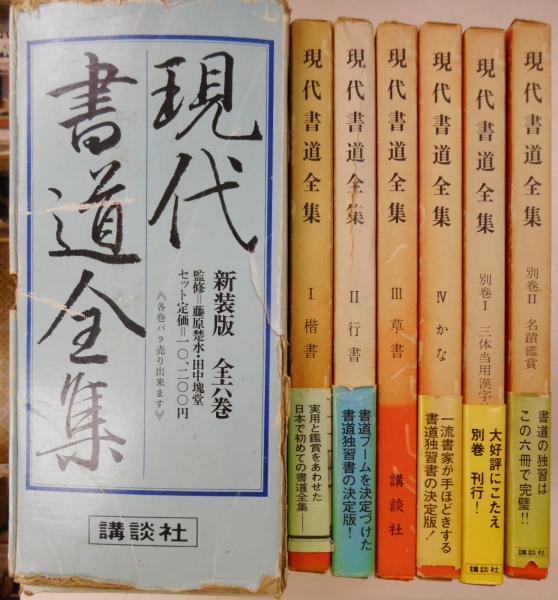 現代
書道全集
新装版 全六巻
監修=藤原楚水・田中塊堂
セット定価=一〇、二〇〇円
《各巻バラ売り出来ます》
講談社
現代書道全集
I 楷書
実用と鑑賞をあわせた
日本で初めての書道全集──
現代書道全集
II 行書
書道ブームを決定づけた
書道独習書の決定版!
現代書道全集
III 草書
講談社
現代書道全集
IV かな
一流書家が手ほどきする
書道独習書の決定版!
現代書道全集
別巻I 三体当用漢字
大好評にこたえ
別巻 刊行!
講談社
現代書道全集
別巻II 名蹟鑑賞
書道の独習は
この六冊で完璧!!
講談社